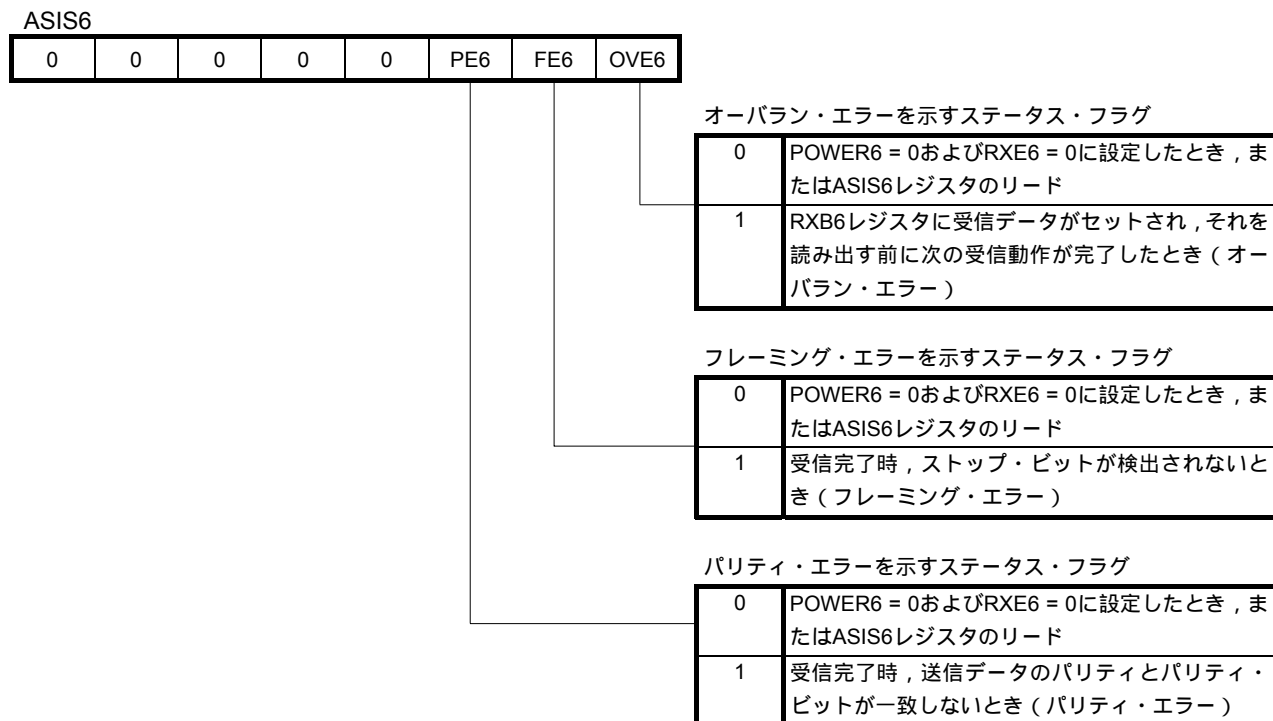 ASIS6
0 0 0 0 0 PE6 FE6 OVE6
オーバラン・エラーを示すステータス・フラグ
0 POWER6 = 0およびRXE6 = 0に設定したとき，ま
たはASIS6レジスタのリード
1 RXB6レジスタに受信データがセットされ，それを
読み出す前に次の受信動作が完了したとき（オー
バラン・エラー）
フレーミング・エラーを示すステータス・フラグ
0 POWER6 = 0およびRXE6 = 0に設定したとき，ま
たはASIS6レジスタのリード
1 受信完了時，ストップ・ビットが検出されないと
き（フレーミング・エラー）
パリティ・エラーを示すステータス・フラグ
0 POWER6 = 0およびRXE6 = 0に設定したとき，ま
たはASIS6レジスタのリード
1 受信完了時，送信データのパリティとパリティ・
ビットが一致しないとき（パリティ・エラー）